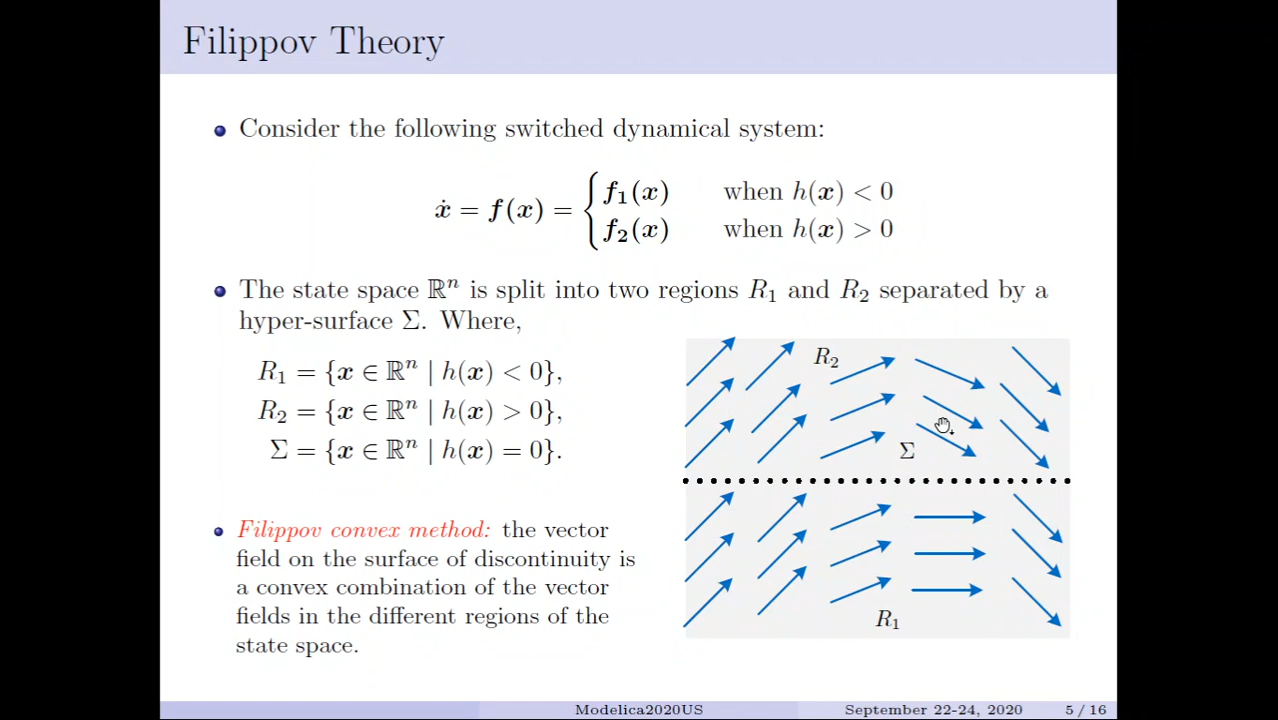 Filippov Theory
Consider the following switched dynamical system:
ẋ = f(x) = { f₁(x) when h(x) < 0
f₂(x) when h(x) > 0
The state space ℝⁿ is split into two regions R₁ and R₂ separated by a
hyper-surface Σ. Where,
R₁ = {x ∈ ℝⁿ | h(x) < 0},
R₂ = {x ∈ ℝⁿ | h(x) > 0},
Σ = {x ∈ ℝⁿ | h(x) = 0}.
R₂
Σ
R₁
Filippov convex method: the vector
field on the surface of discontinuity is
a convex combination of the vector
fields in the different regions of the
state space.
Modelica2020US September 22-24, 2020 5 / 16